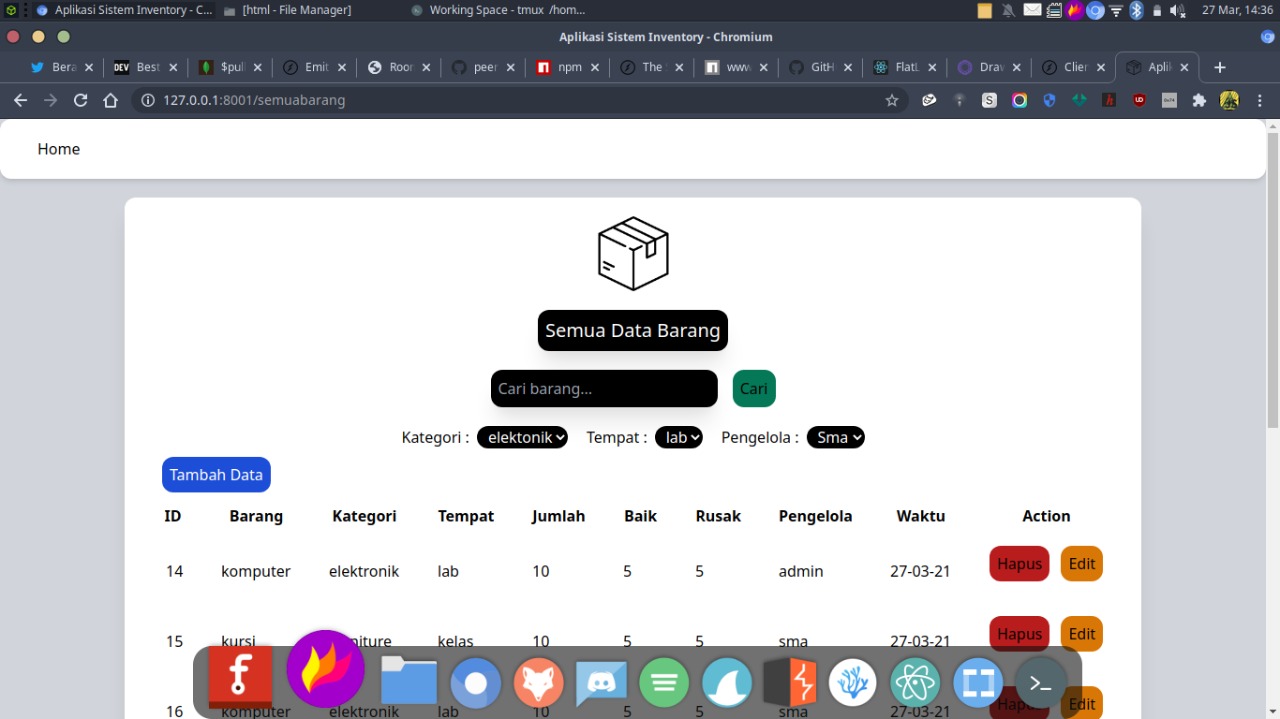 Aplikasi Sistem Inventory - C... [html - File Manager] Working Space - tmux /hom... 27 Mar, 14:36
Aplikasi Sistem Inventory - Chromium
Bera Best $pul Emit Roor peer npm The www GitH FlatL Drav Clier Aplik
127.0.0.1:8001/semuabarang
Home
Semua Data Barang
Cari barang... Cari
Kategori : elektonik Tempat : lab Pengelola : Sma
Tambah Data
ID Barang Kategori Tempat Jumlah Baik Rusak Pengelola Waktu Action
14 komputer elektronik lab 10 5 5 admin 27-03-21 Hapus Edit
15 kursi niture kelas 10 5 5 sma 27-03-21 Hapus Edit
16 komputer elektronik lab 10 5 5 sma 27-03-21 Hapus Edit